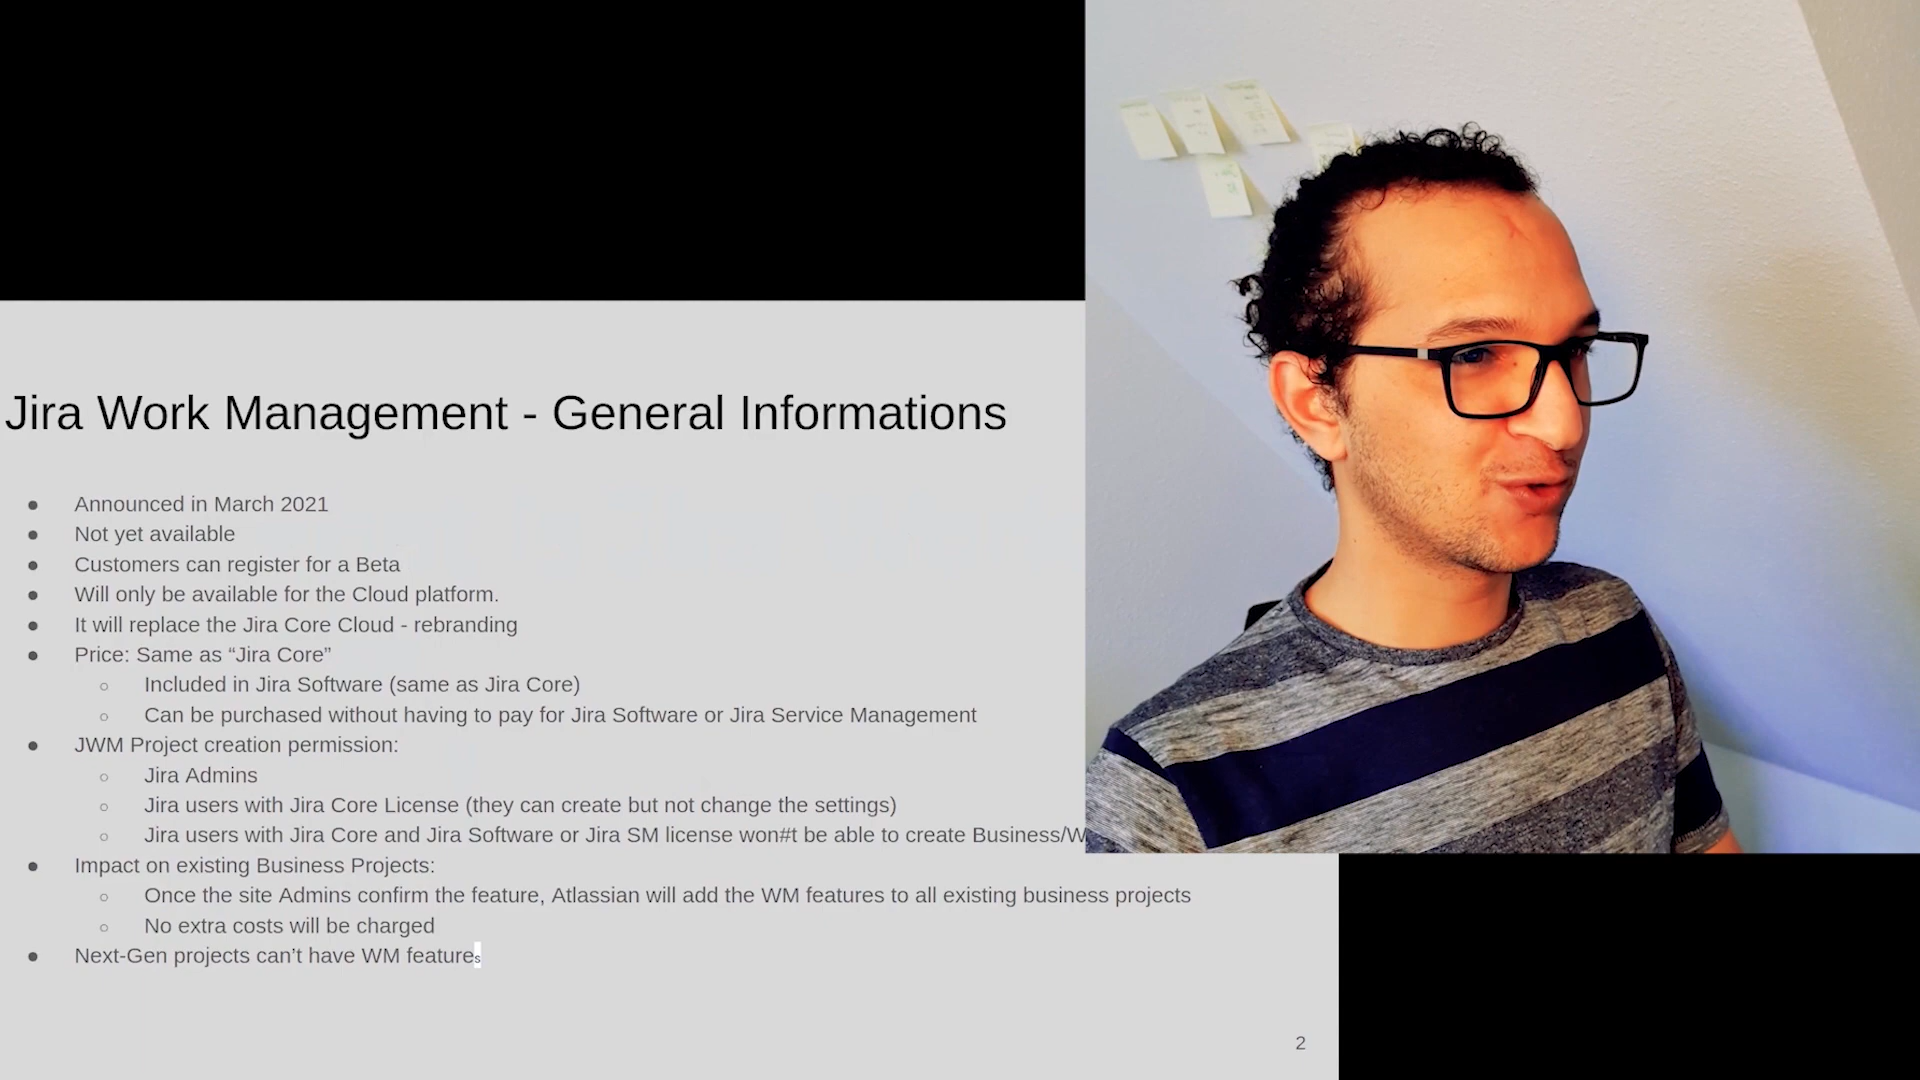 Jira Work Management - General Informations
● Announced in March 2021
● Not yet available
● Customers can register for a Beta
● Will only be available for the Cloud platform.
● It will replace the Jira Core Cloud - rebranding
● Price: Same as “Jira Core”
○ Included in Jira Software (same as Jira Core)
○ Can be purchased without having to pay for Jira Software or Jira Service Management
● JWM Project creation permission:
○ Jira Admins
○ Jira users with Jira Core License (they can create but not change the settings)
○ Jira users with Jira Core and Jira Software or Jira SM license won#t be able to create Business/W
● Impact on existing Business Projects:
○ Once the site Admins confirm the feature, Atlassian will add the WM features to all existing business projects
○ No extra costs will be charged
● Next-Gen projects can’t have WM features
2